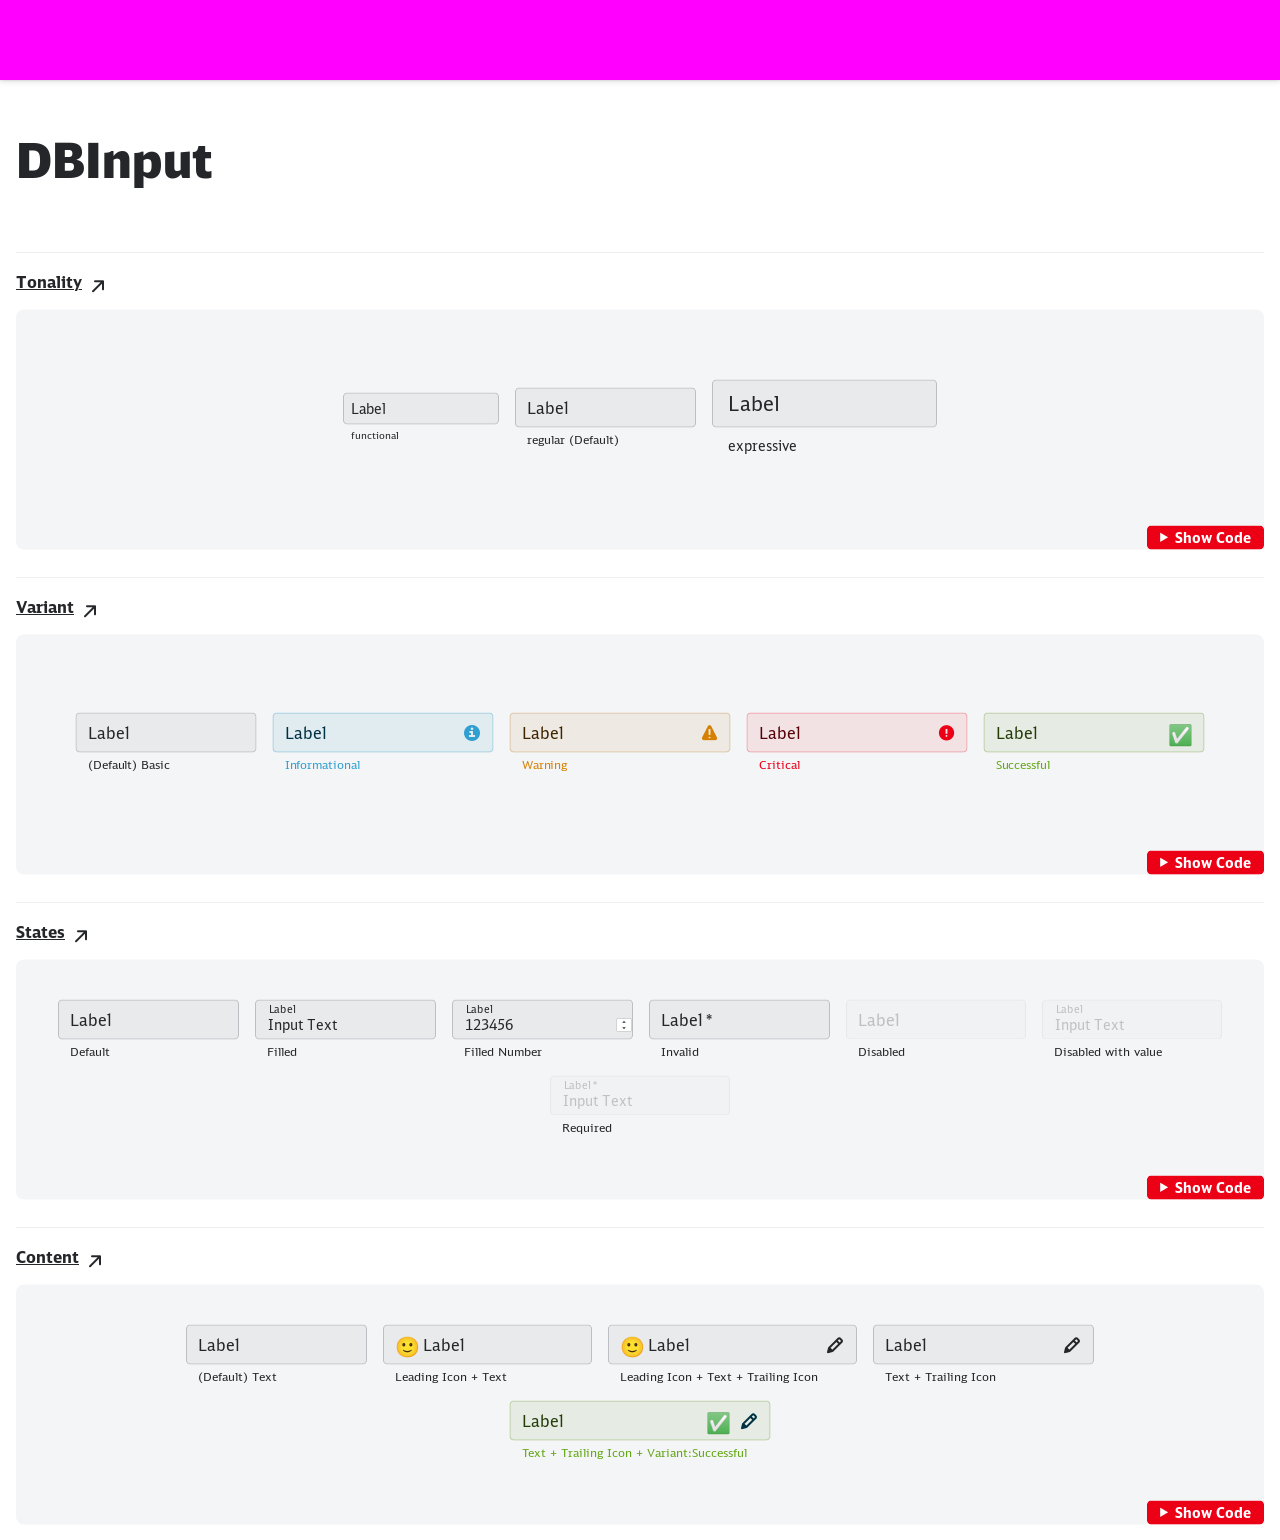 DBInput
Tonality
Label
Label
Label
functional
regular (Default)
expressive
Show Code
Variant
Label
Label
Label
Label
Label
(Default) Basic
Informational
Warning
Critical
Successful
Show Code
States
Label
Label
Input Text
Label
123456
Label *
Label
Label
Input Text
Default
Filled
Filled Number
Invalid
Disabled
Disabled with value
Label *
Input Text
Required
Show Code
Content
Label
Label
Label
Label
(Default) Text
Leading Icon + Text
Leading Icon + Text + Trailing Icon
Text + Trailing Icon
Label
Text + Trailing Icon + Variant:Successful
Show Code